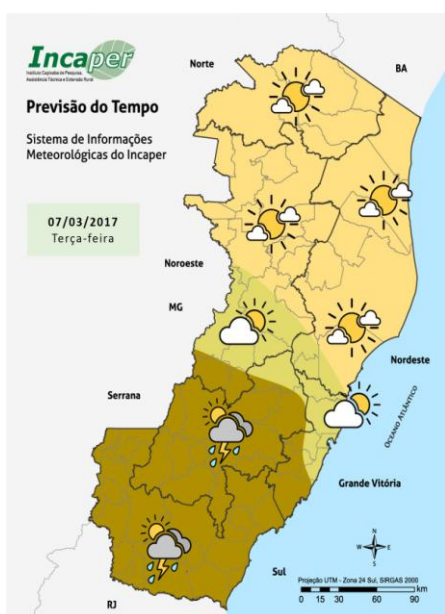 Incaper
Instituto Capixaba de Pesquisa,
Assistência Técnica e Extensão Rural
Previsão do Tempo
Sistema de Informações
Meteorológicas do Incaper
07/03/2017
Terça-feira
Norte
BA
Noroeste
MG
Nordeste
Serrana
OCEANO ATLÂNTICO
Grande Vitória
Sul
RJ
N
W
E
S
Projeção UTM - Zona 24 Sul, SIRGAS 2000
0 15 30 60 90
km